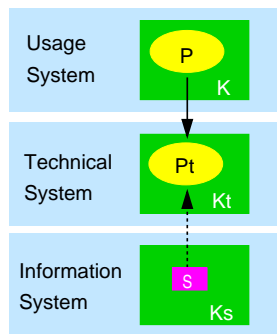 Usage
System
P
K
Technical
System
Pt
Kt
Information
System
S
Ks